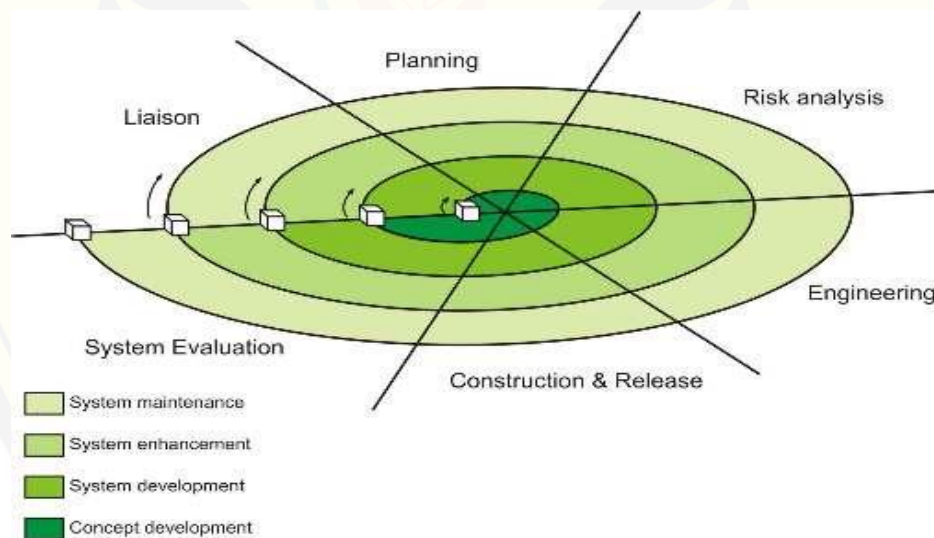 Planning
Risk analysis
Liaison
Engineering
System Evaluation
Construction & Release
System maintenance
System enhancement
System development
Concept development